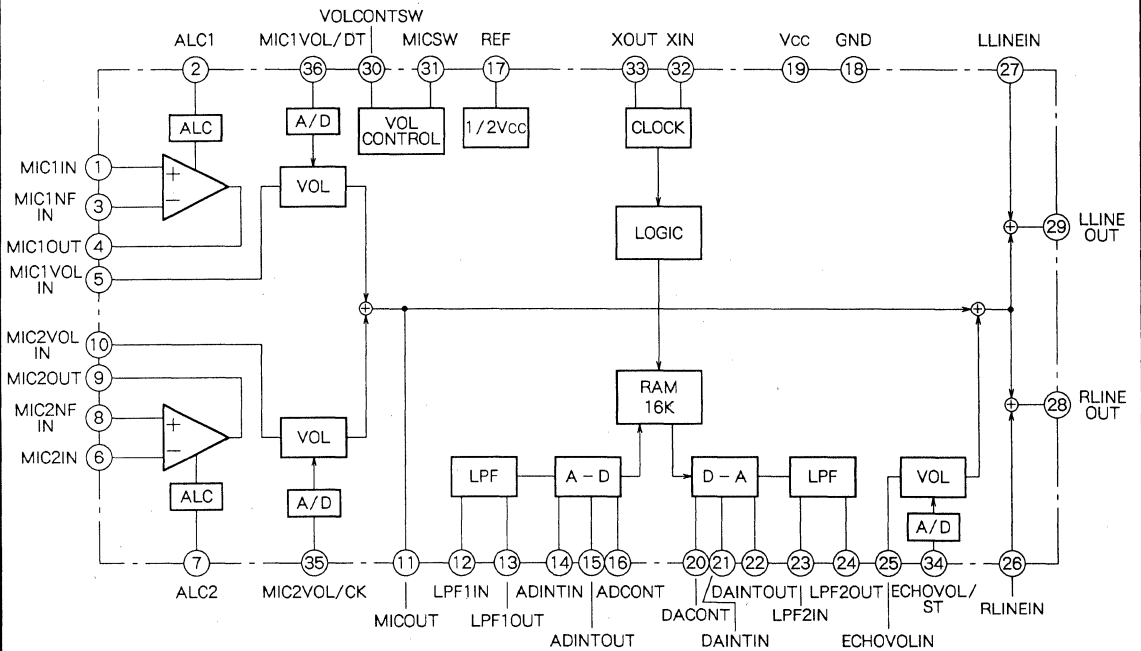 VOLCONTSW
ALC1
MIC1VOL/DT
MICSW
REF
XOUT
XIN
Vcc
GND
LLINEIN
2
36
30
31
17
33
32
19
18
27
ALC
A/D
VOL
CONTROL
1/2Vcc
CLOCK
MIC1IN
1
+
VOL
MIC1NF
IN
3
−
LOGIC
29
LLINE
OUT
+
MIC1OUT
4
MIC1VOL
IN
5
+
+
MIC2VOL
IN
10
MIC2OUT
9
RAM
16K
+
28
RLINE
OUT
MIC2NF
IN
8
+
VOL
MIC2IN
6
−
LPF
A-D
D-A
LPF
VOL
ALC
A/D
A/D
7
35
11
12
13
14
15
16
20
21
22
23
24
25
34
26
ALC2
MIC2VOL/CK
MICOUT
LPF1IN
LPF1OUT
ADINTIN
ADINTOUT
ADCONT
DACONT
DAINTIN
DAINTOUT
LPF2IN
LPF2OUT
ECHOVOLIN
ECHOVOL/
ST
RLINEIN